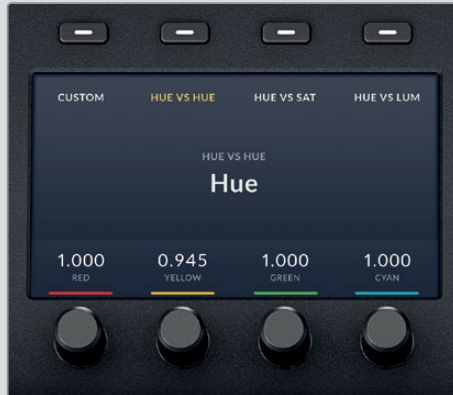 CUSTOM HUE VS HUE HUE VS SAT HUE VS LUM
HUE VS HUE
Hue
1.000 0.945 1.000 1.000
RED YELLOW GREEN CYAN